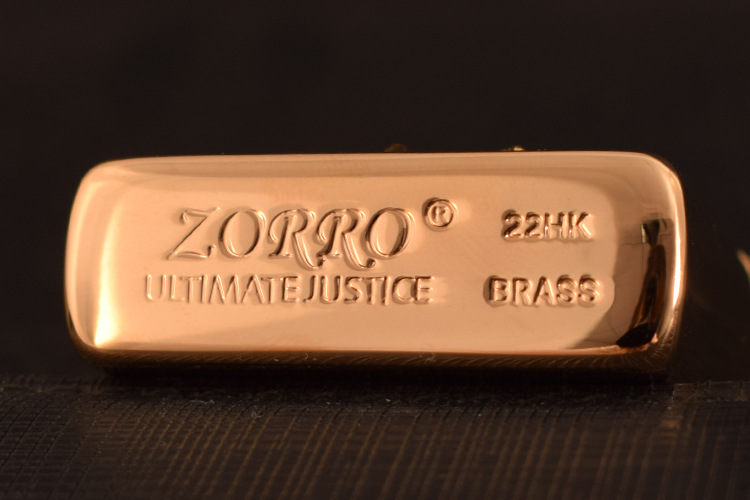 ZORRO® 22HK
ULTIMATE JUSTICE BRASS